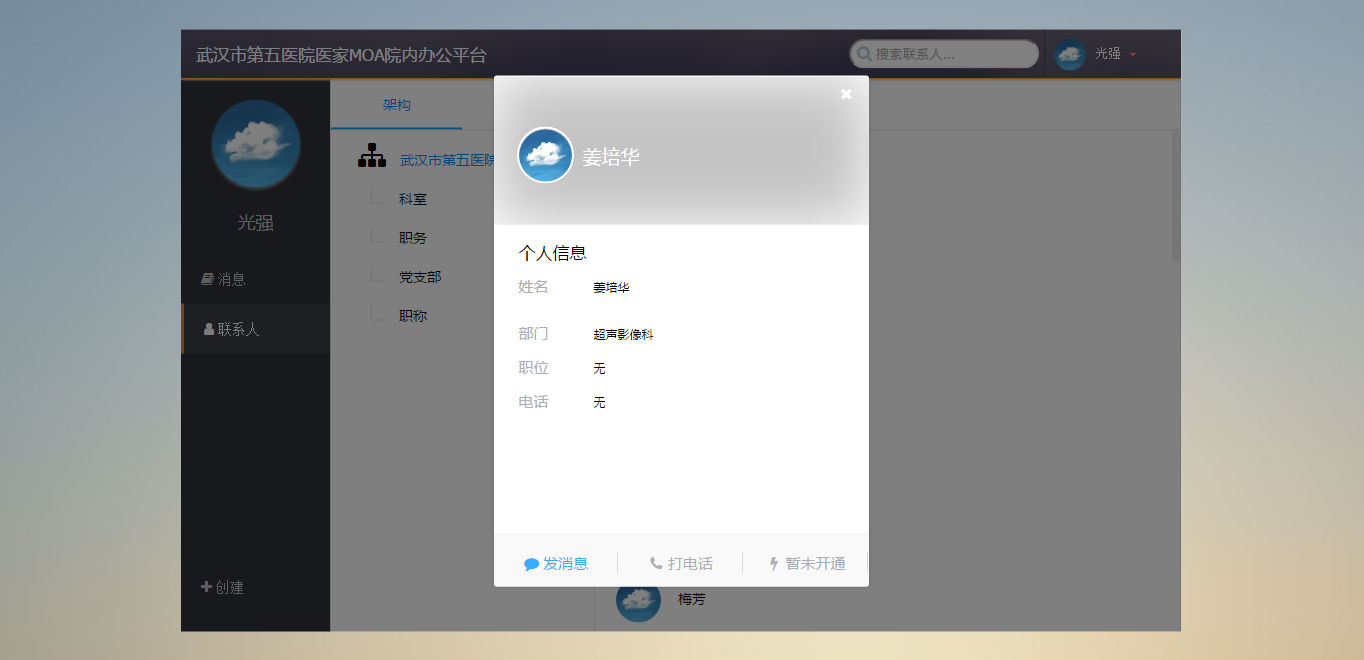 武汉市第五医院医家MOA院内办公平台
搜索联系人...
光强
光强
消息
联系人
创建
架构
武汉市第五医院
科室
职务
党支部
职称
姜培华
个人信息
姓名 姜培华
部门 超声影像科
职位 无
电话 无
发消息 打电话 暂未开通
梅芳